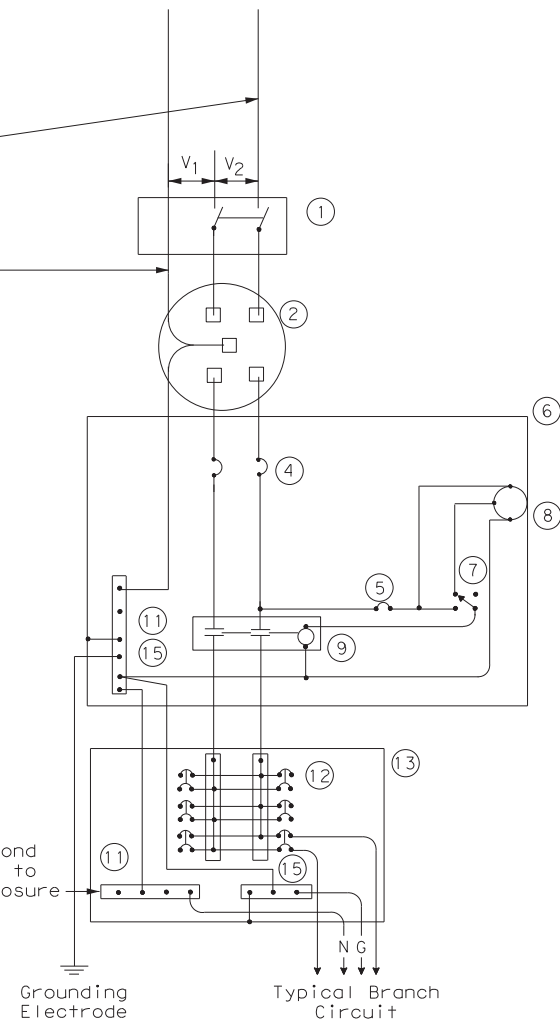 V1 V2
1
2
6
4
8
7
5
11
15
9
13
12
ond
to
osure
11
15
N G
Grounding
Electrode
Typical Branch
Circuit